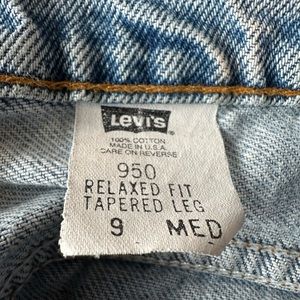 LEVI'S
100% COTTON
MADE IN U.S.A.
CARE ON REVERSE
950
RELAXED FIT
TAPERED LEG
9 MED